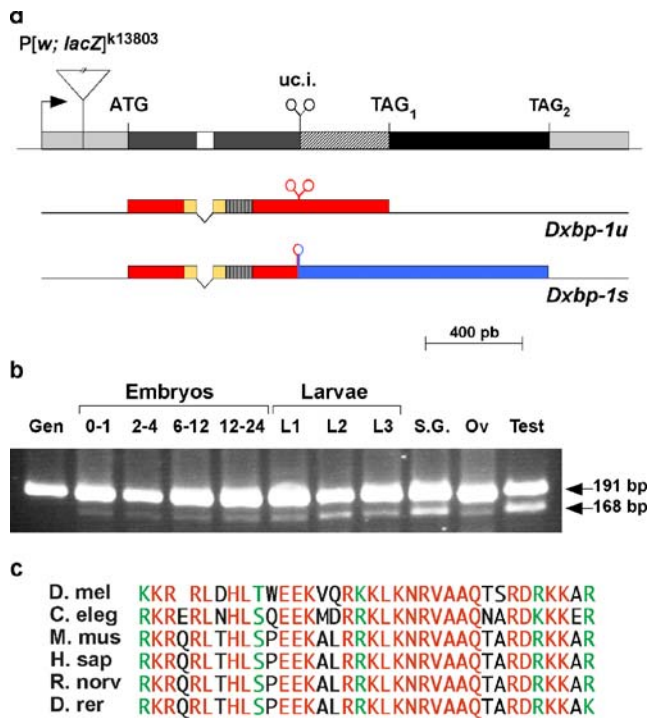 a
P[w; lacZ]k13803
uc.i.
ATG
TAG1
TAG2
Dxbp-1u
Dxbp-1s
400 pb
b
Embryos Larvae
Gen 0-1 2-4 6-12 12-24 L1 L2 L3 S.G. Ov Test
191 bp
168 bp
c
D. mel KKR RLDHLTWEEKVQRKKLKNRVAAQTSRDRKKAR
C. eleg RKRERLNHLSQEEKMDRRKLKNRVAAQNARDRKKER
M. mus RKRQRLTHLSPEEKALRRKLKNRVAAQTARDRKKAR
H. sap RKRQRLTHLSPEEKALRRKLKNRVAAQTARDRKKAR
R. norv RKRQRLTHLSPEEKALRRKLKNRVAAQTARDRKKAR
D. rer RKRQRLTHLSPEEKALRRKLKNRVAAQTARDRKKAK